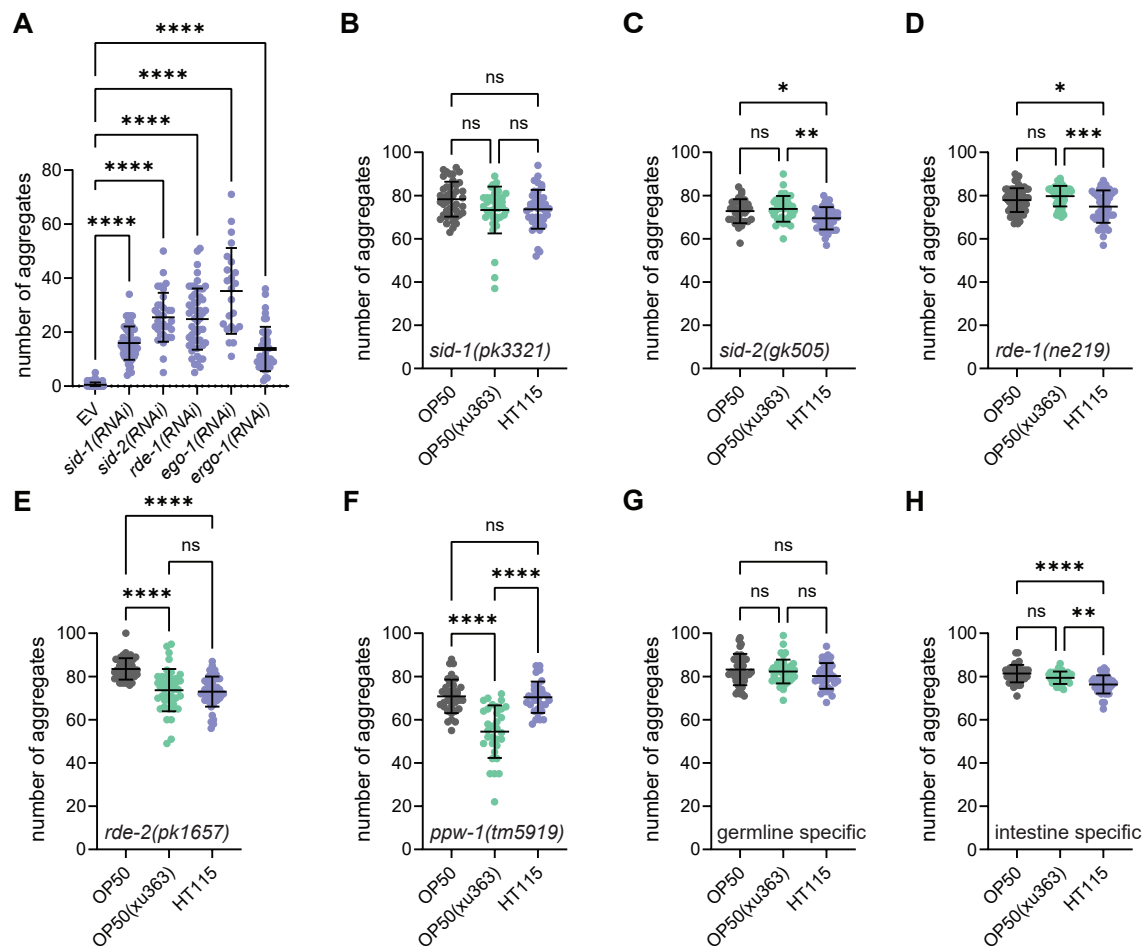 A
****
****
****
****
****
number of aggregates
80
60
40
20
0
EV
sid-1(RNAi)
sid-2(RNAi)
rde-1(RNAi)
ego-1(RNAi)
ergo-1(RNAi)
B
ns
ns ns
number of aggregates
100
80
60
40
20
0
sid-1(pk3321)
OP50
OP50(xu363)
HT115
C
*
ns **
number of aggregates
100
80
60
40
20
0
sid-2(gk505)
OP50
OP50(xu363)
HT115
D
*
ns ***
number of aggregates
100
80
60
40
20
0
rde-1(ne219)
OP50
OP50(xu363)
HT115
E
****
ns
****
number of aggregates
100
80
60
40
20
0
rde-2(pk1657)
OP50
OP50(xu363)
HT115
F
ns
****
****
number of aggregates
100
80
60
40
20
0
ppw-1(tm5919)
OP50
OP50(xu363)
HT115
G
ns
ns ns
number of aggregates
100
80
60
40
20
0
germline specific
OP50
OP50(xu363)
HT115
H
****
ns **
number of aggregates
100
80
60
40
20
0
intestine specific
OP50
OP50(xu363)
HT115